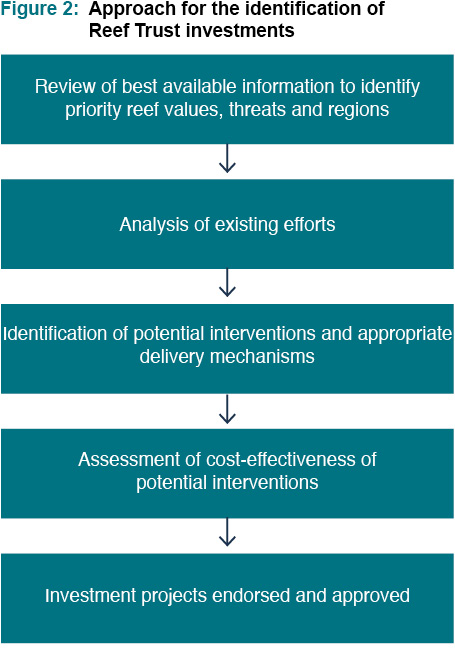 Figure 2: Approach for the identification of
Reef Trust investments
Review of best available information to identify
priority reef values, threats and regions
Analysis of existing efforts
Identification of potential interventions and appropriate
delivery mechanisms
Assessment of cost-effectiveness of
potential interventions
Investment projects endorsed and approved